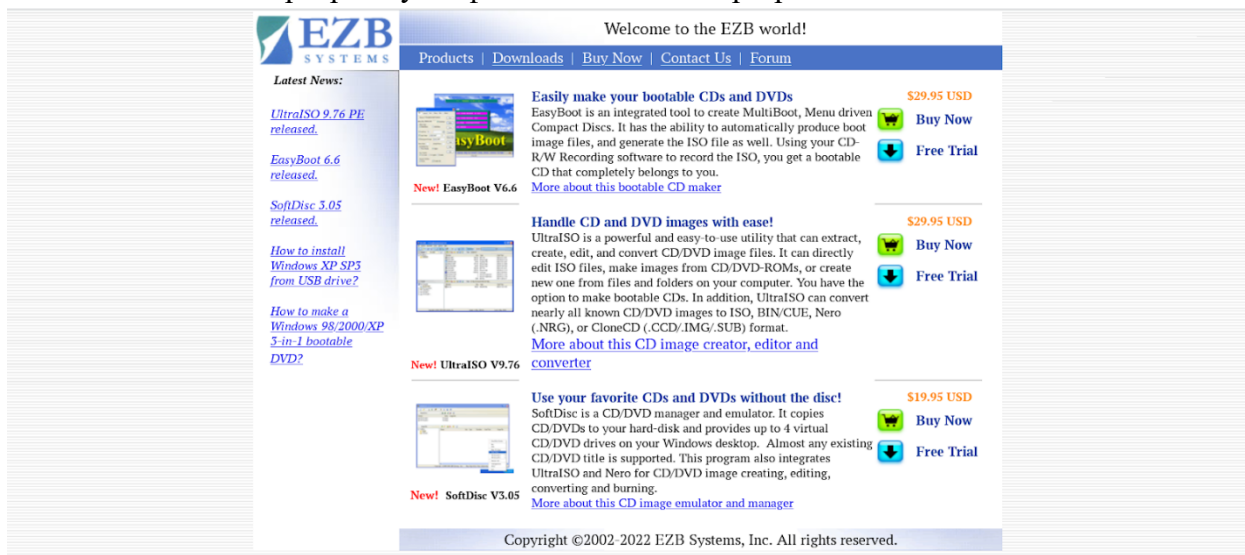 EZB
SYSTEMS
Welcome to the EZB world!
Products | Downloads | Buy Now | Contact Us | Forum
Latest News:
UltraISO 9.76 PE
released.
EasyBoot 6.6
released.
SoftDisc 3.05
released.
How to install
Windows XP SP3
from USB drive?
How to make a
Windows 98/2000/XP
3-in-1 bootable
DVD?
New! EasyBoot V6.6
Easily make your bootable CDs and DVDs
EasyBoot is an integrated tool to create MultiBoot, Menu driven
Compact Discs. It has the ability to automatically produce boot
image files, and generate the ISO file as well. Using your CD-
R/W Recording software to record the ISO, you get a bootable
CD that completely belongs to you.
More about this bootable CD maker
$29.95 USD
Buy Now
Free Trial
New! UltraISO V9.76
Handle CD and DVD images with ease!
UltraISO is a powerful and easy-to-use utility that can extract,
create, edit, and convert CD/DVD image files. It can directly
edit ISO files, make images from CD/DVD-ROMs, or create
new one from files and folders on your computer. You have the
option to make bootable CDs. In addition, UltraISO can convert
nearly all known CD/DVD images to ISO, BIN/CUE, Nero
(.NRG), or CloneCD (.CCD/.IMG/.SUB) format.
More about this CD image creator, editor and
converter
$29.95 USD
Buy Now
Free Trial
New! SoftDisc V3.05
Use your favorite CDs and DVDs without the disc!
SoftDisc is a CD/DVD manager and emulator. It copies
CD/DVDs to your hard-disk and provides up to 4 virtual
CD/DVD drives on your Windows desktop. Almost any existing
CD/DVD title is supported. This program also integrates
UltraISO and Nero for CD/DVD image creating, editing,
converting and burning.
More about this CD image emulator and manager
$19.95 USD
Buy Now
Free Trial
Copyright ©2002-2022 EZB Systems, Inc. All rights reserved.